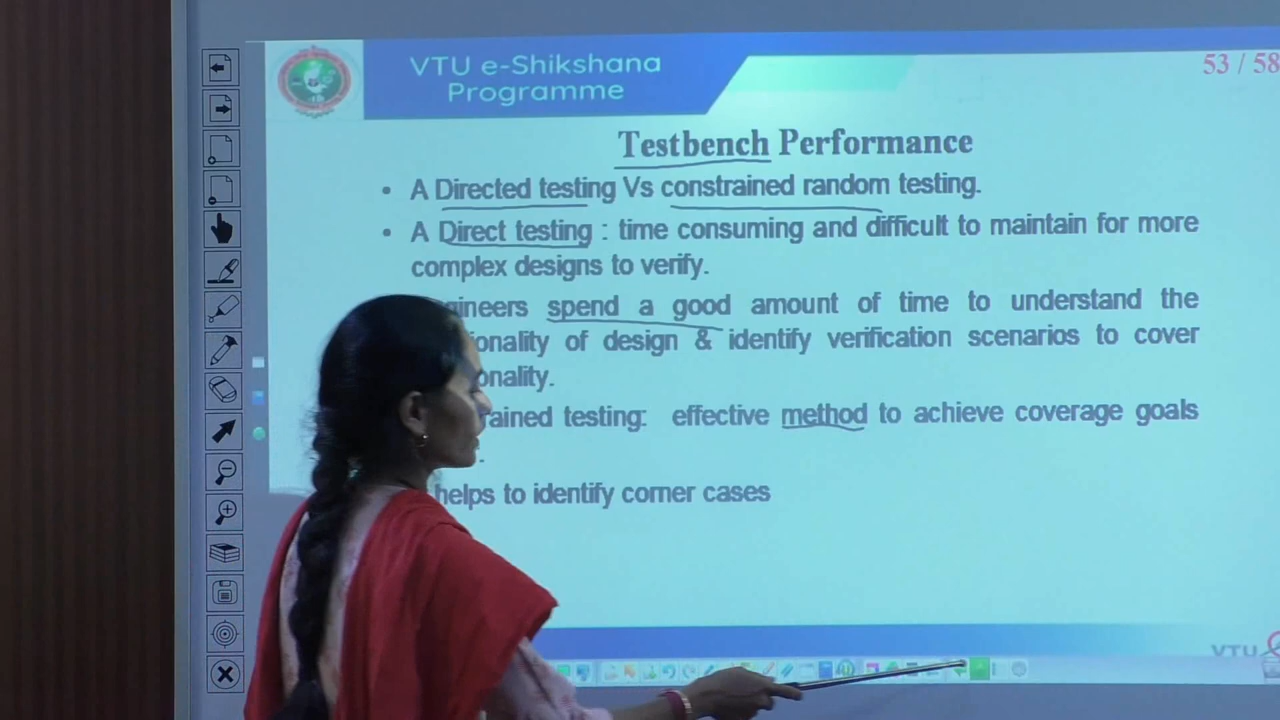 VTU e-Shikshana
Programme
53 / 58
Testbench Performance
• A Directed testing Vs constrained random testing.
• A Direct testing : time consuming and difficult to maintain for more
complex designs to verify.
spend a good amount of time to understand the
of design & identify verification scenarios to cover
testing: effective method to achieve coverage goals
helps to identify corner cases
VTU